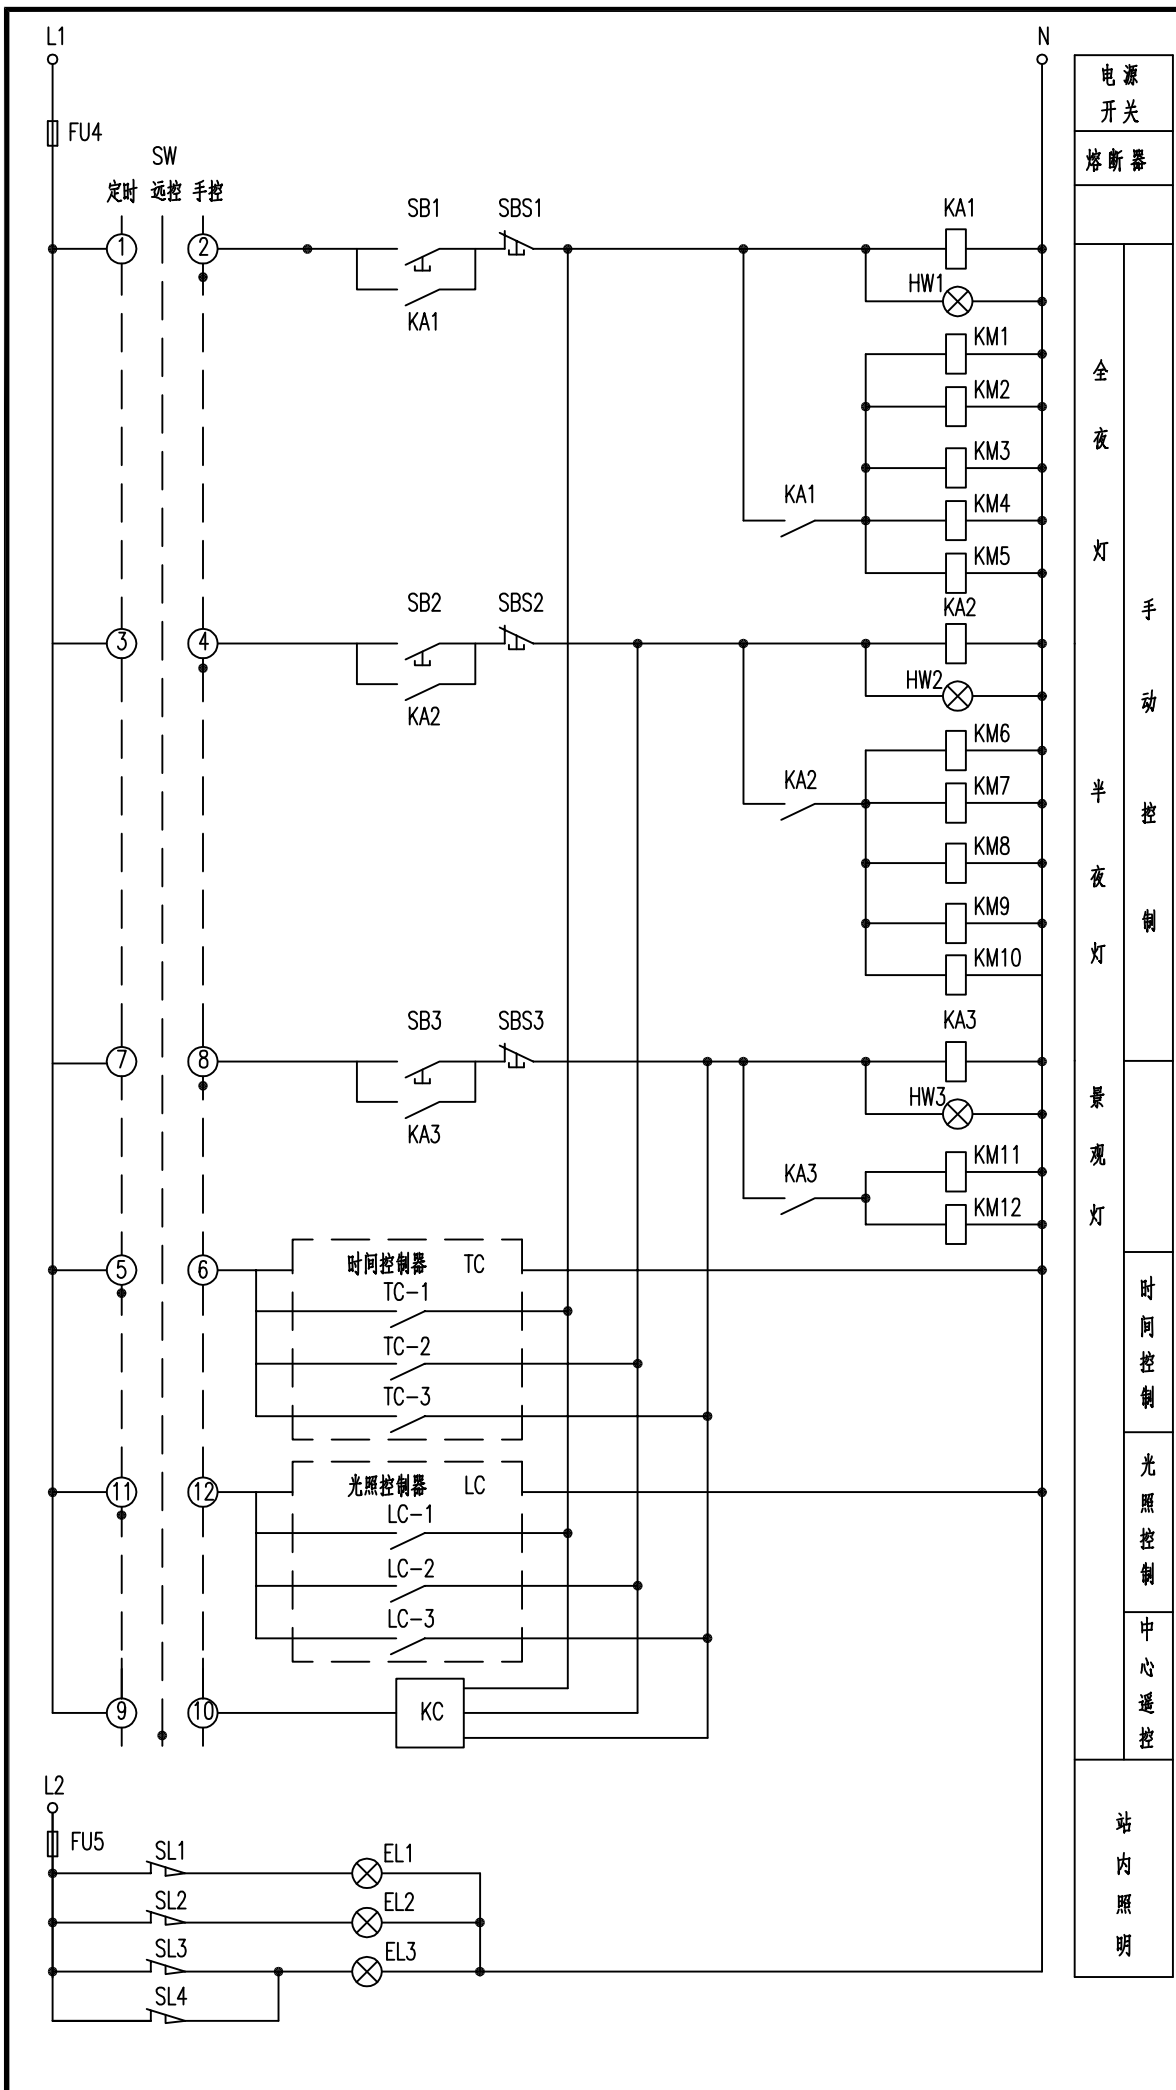 L1
N
FU4
SW
定时 远控 手控
1 2
SB1 SBS1 KA1
KA1
HW1
KM1
KM2
KM3
KA1 KM4
KM5
3 4
SB2 SBS2 KA2
KA2
HW2
KM6
KA2 KM7
KM8
KM9
KM10
7 8
SB3 SBS3 KA3
KA3
HW3
KA3 KM11
KM12
5 6
时间控制器 TC
TC-1
TC-2
TC-3
11 12
光照控制器 LC
LC-1
LC-2
LC-3
9 10
KC
L2
FU5
SL1 EL1
SL2 EL2
SL3 EL3
SL4
电源
开关
熔断器
全夜灯
半夜灯
手动控制
景观灯
时间控制
光照控制
中心遥控
站内照明